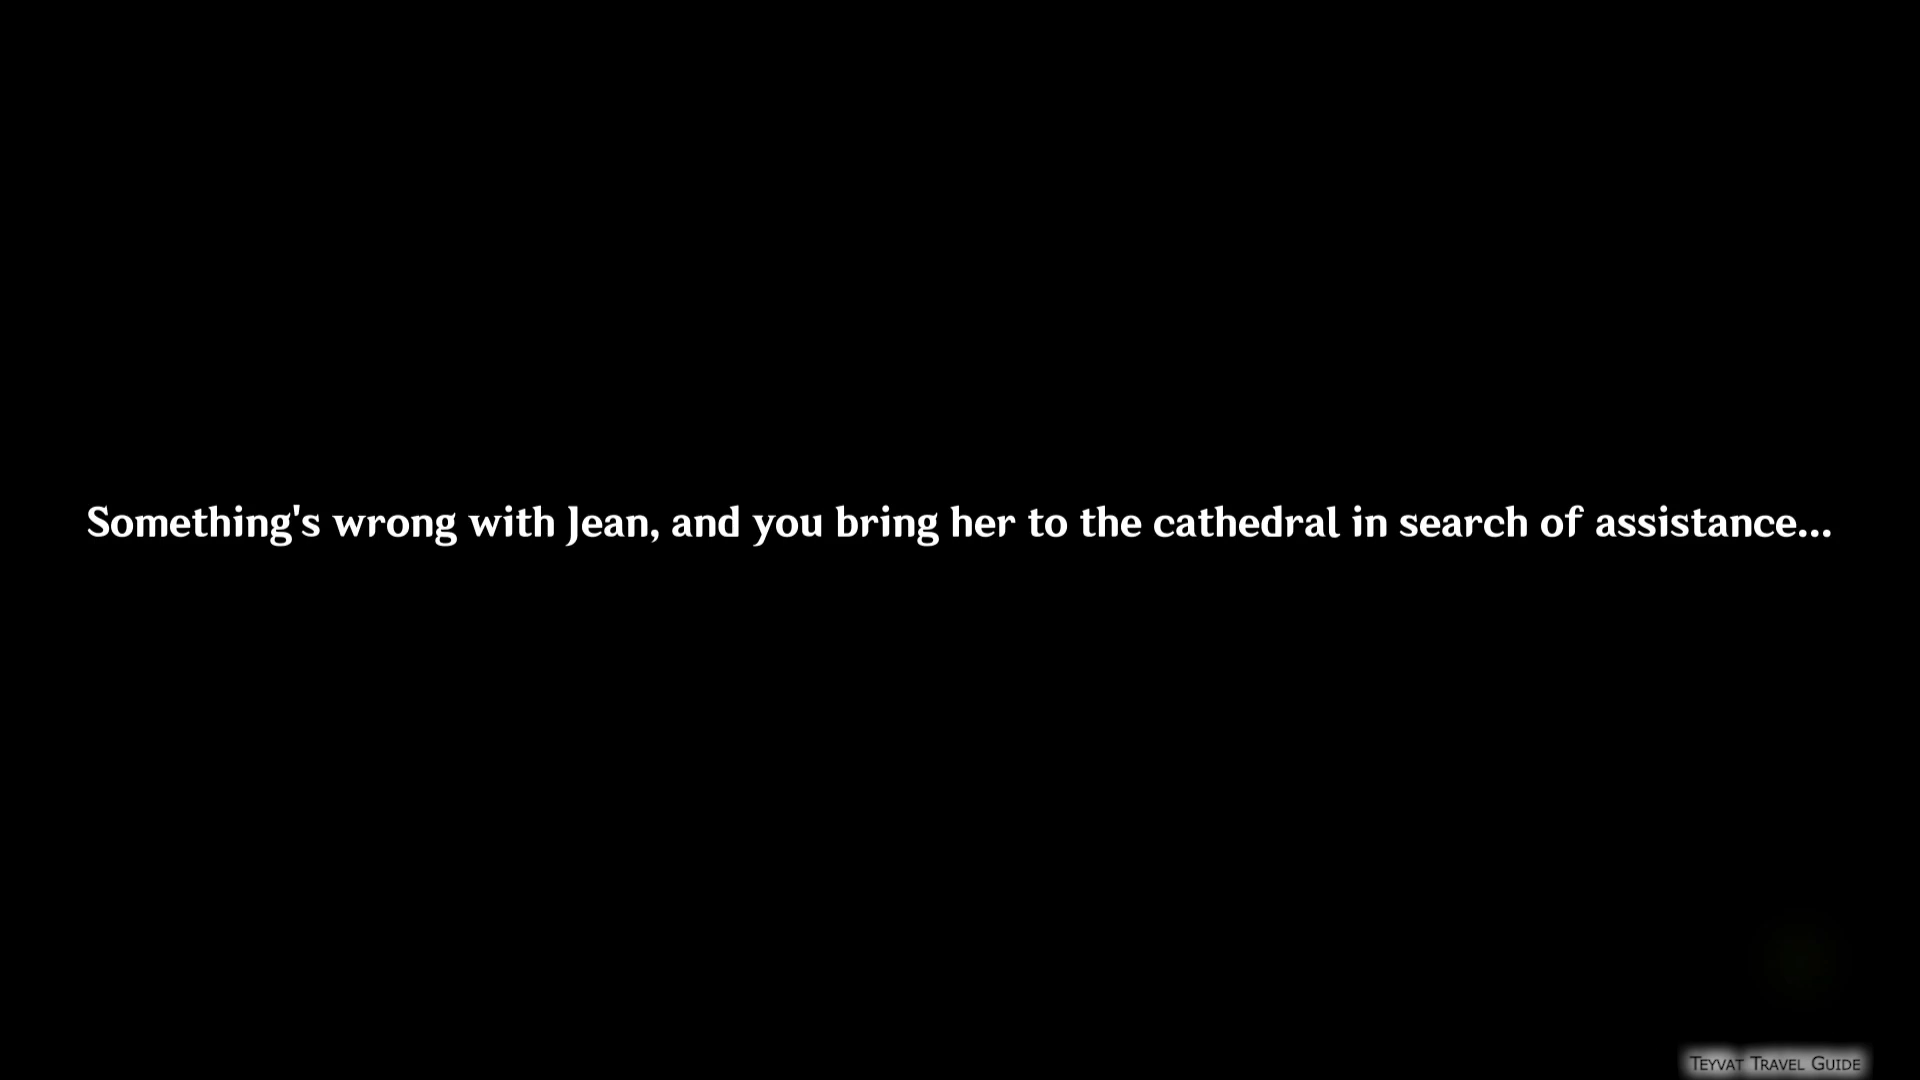 Something's wrong with Jean, and you bring her to the cathedral in search of assistance...
Teyvat Travel Guide